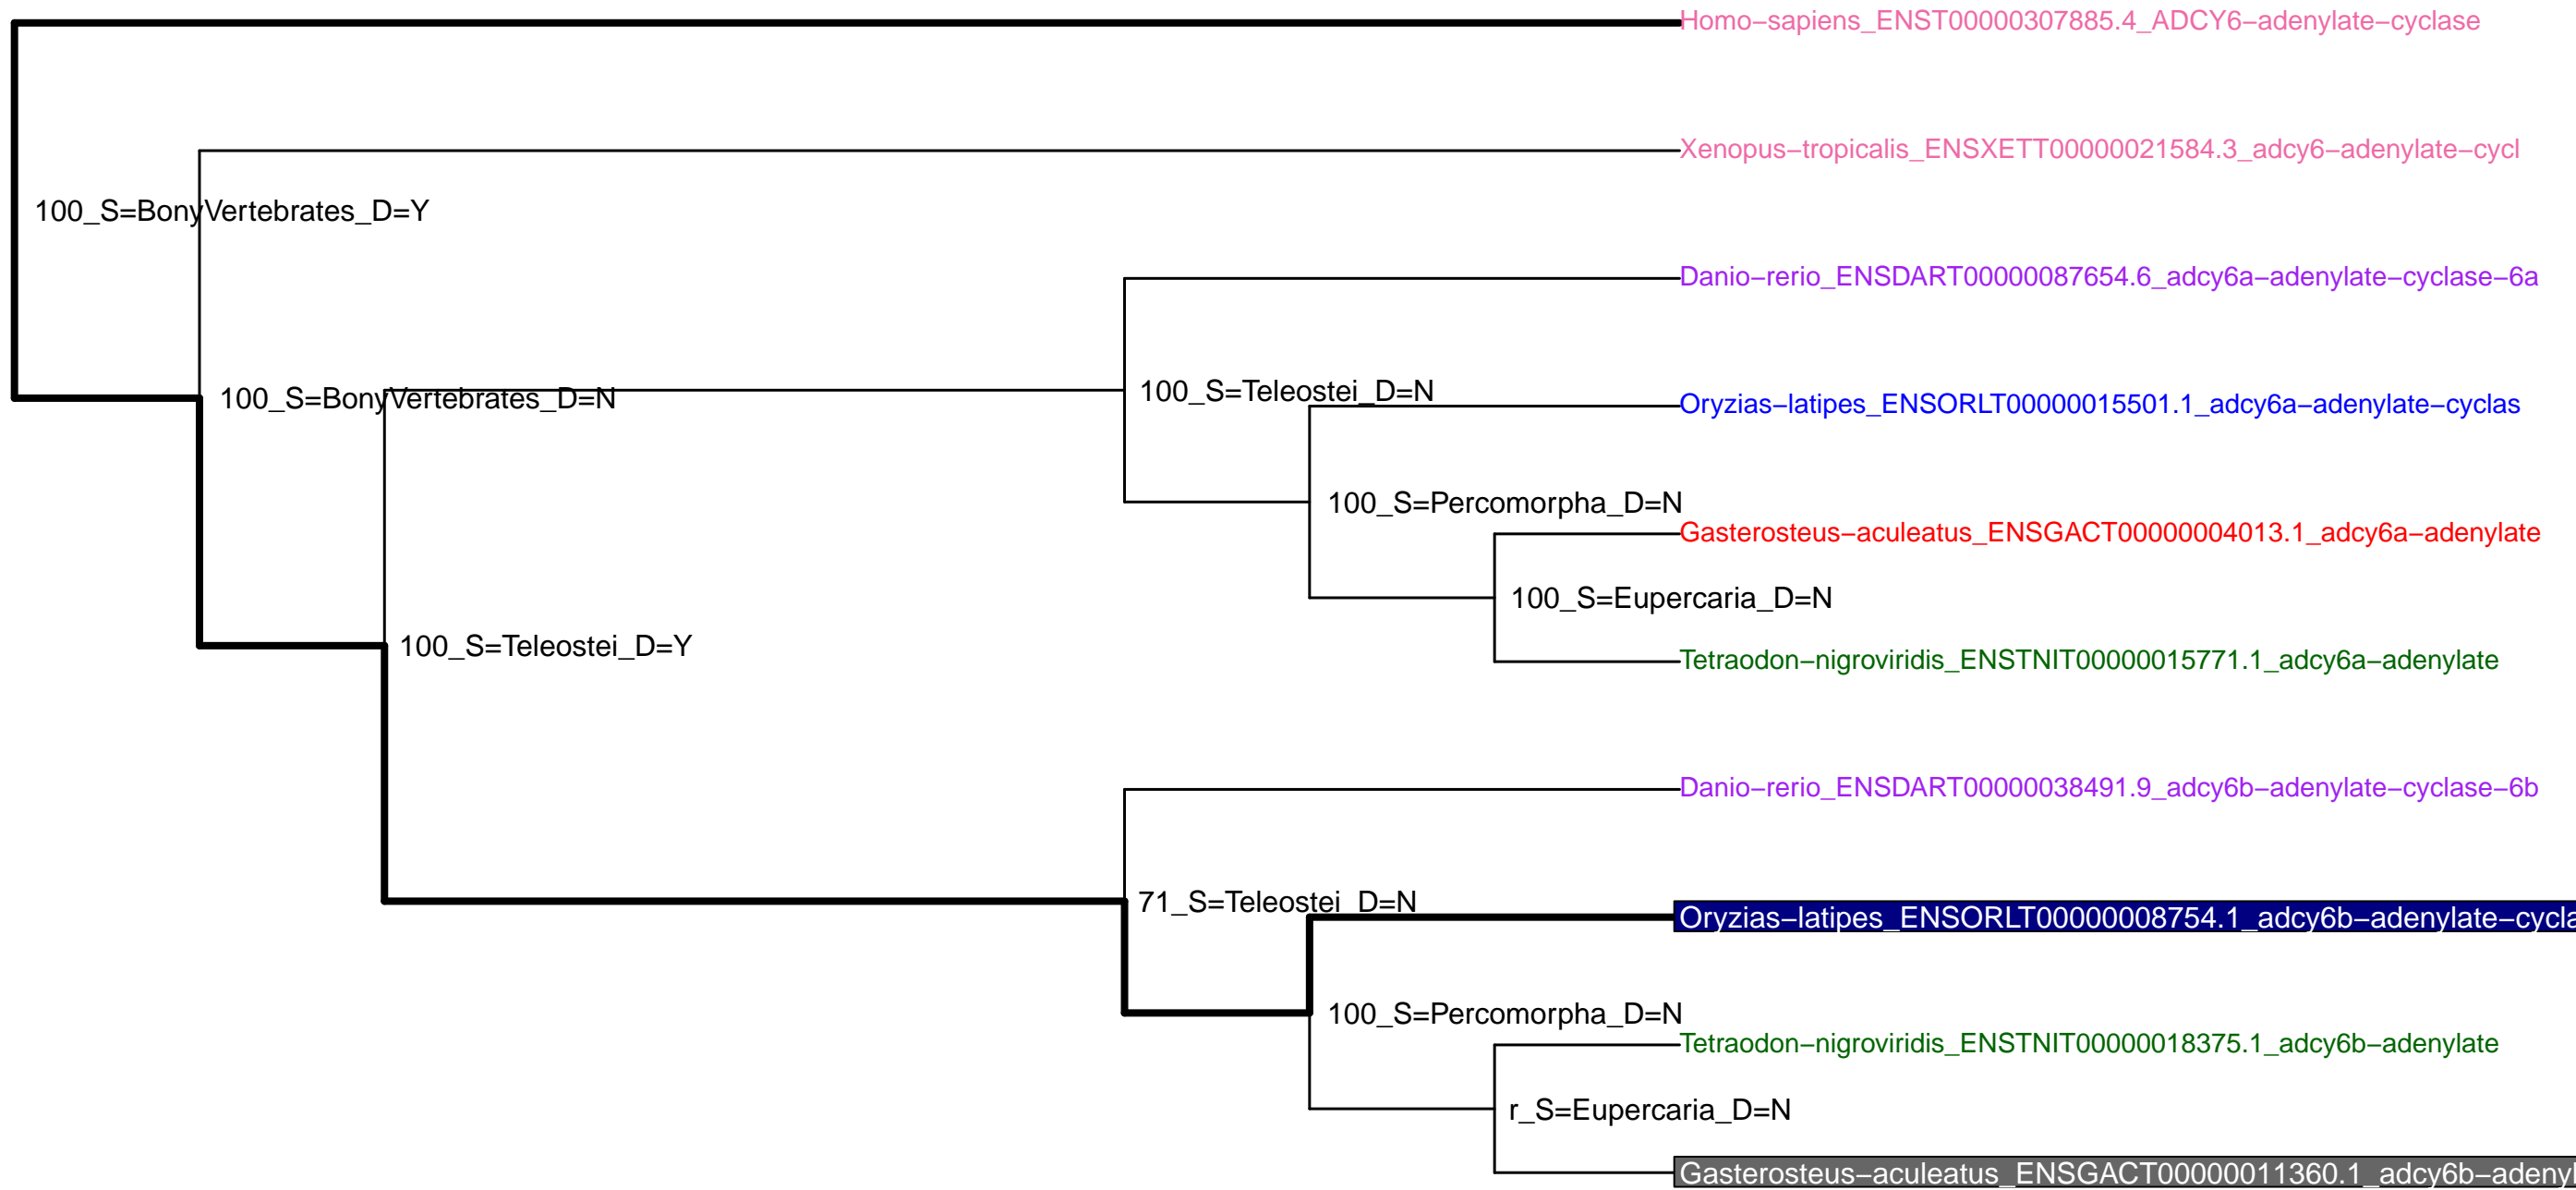 Homo−sapiens_ENST00000307885.4_ADCY6−adenylate−cyclase
Xenopus−tropicalis_ENSXETT00000021584.3_adcy6−adenylate−cycl
100_S=BonyVertebrates_D=Y
Danio−rerio_ENSDART00000087654.6_adcy6a−adenylate−cyclase−6a
100_S=BonyVertebrates_D=N
100_S=Teleostei_D=N
Oryzias−latipes_ENSORLT00000015501.1_adcy6a−adenylate−cyclas
100_S=Percomorpha_D=N
Gasterosteus−aculeatus_ENSGACT00000004013.1_adcy6a−adenylate
100_S=Eupercaria_D=N
100_S=Teleostei_D=Y
Tetraodon−nigroviridis_ENSTNIT00000015771.1_adcy6a−adenylate
Danio−rerio_ENSDART00000038491.9_adcy6b−adenylate−cyclase−6b
71_S=Teleostei_D=N
Oryzias−latipes_ENSORLT00000008754.1_adcy6b−adenylate−cycla
100_S=Percomorpha_D=N
Tetraodon−nigroviridis_ENSTNIT00000018375.1_adcy6b−adenylate
r_S=Eupercaria_D=N
Gasterosteus−aculeatus_ENSGACT00000011360.1_adcy6b−adenyl